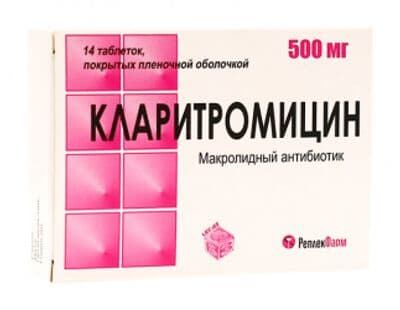 14 таблеток,
покрытых пленочной оболочкой
500 мг
КЛАРИТРОМИЦИН
Макролидный антибиотик
РеплекФарм